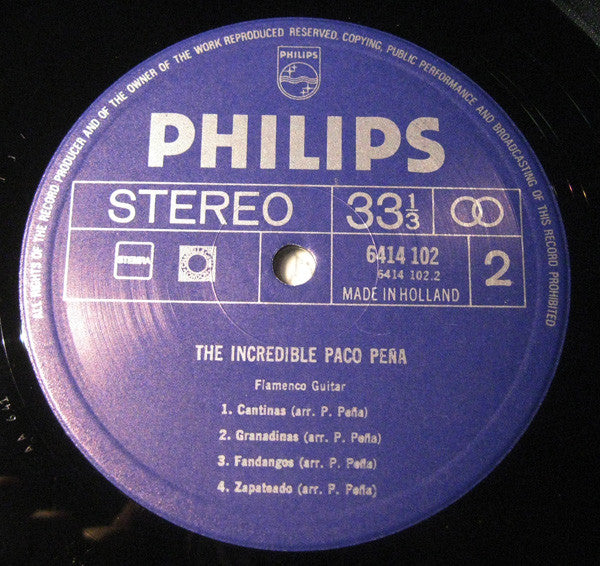 ALL RIGHTS OF THE RECORD PRODUCER AND OF THE OWNER OF THE WORK REPRODUCED RESERVED. COPYING, PUBLIC PERFORMANCE AND BROADCASTING OF THIS RECORD PROHIBITED
PHILIPS
PHILIPS
STEREO 33 1/3
STEMRA 6414 102 2
6414 102.2
MADE IN HOLLAND
THE INCREDIBLE PACO PEÑA
Flamenco Guitar
1. Cantinas (arr. P. Peña)
2. Granadinas (arr. P. Peña)
3. Fandangos (arr. P. Peña)
4. Zapateado (arr. P. Peña)